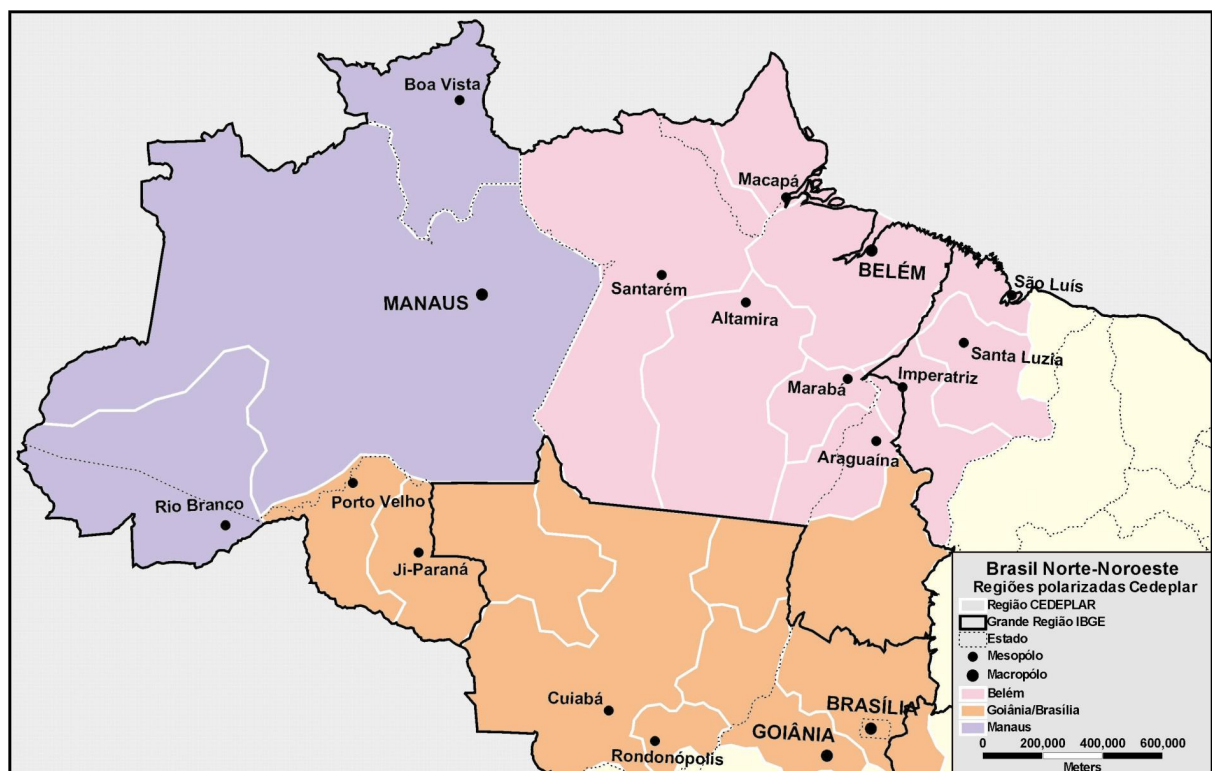 Boa Vista
Macapá
BELÉM
Santarém
São Luís
MANAUS
Altamira
Santa Luzia
Imperatriz
Marabá
Araguaína
Porto Velho
Rio Branco
Ji-Paraná
Cuiabá
BRASÍLIA
GOIÂNIA
Rondonópolis
Brasil Norte-Noroeste
Regiões polarizadas Cedeplar
Região CEDEPLAR
Grande Região IBGE
Estado
Mesopólo
Macropólo
Belém
Goiânia/Brasília
Manaus
0 200,000 400,000 600,000
Meters